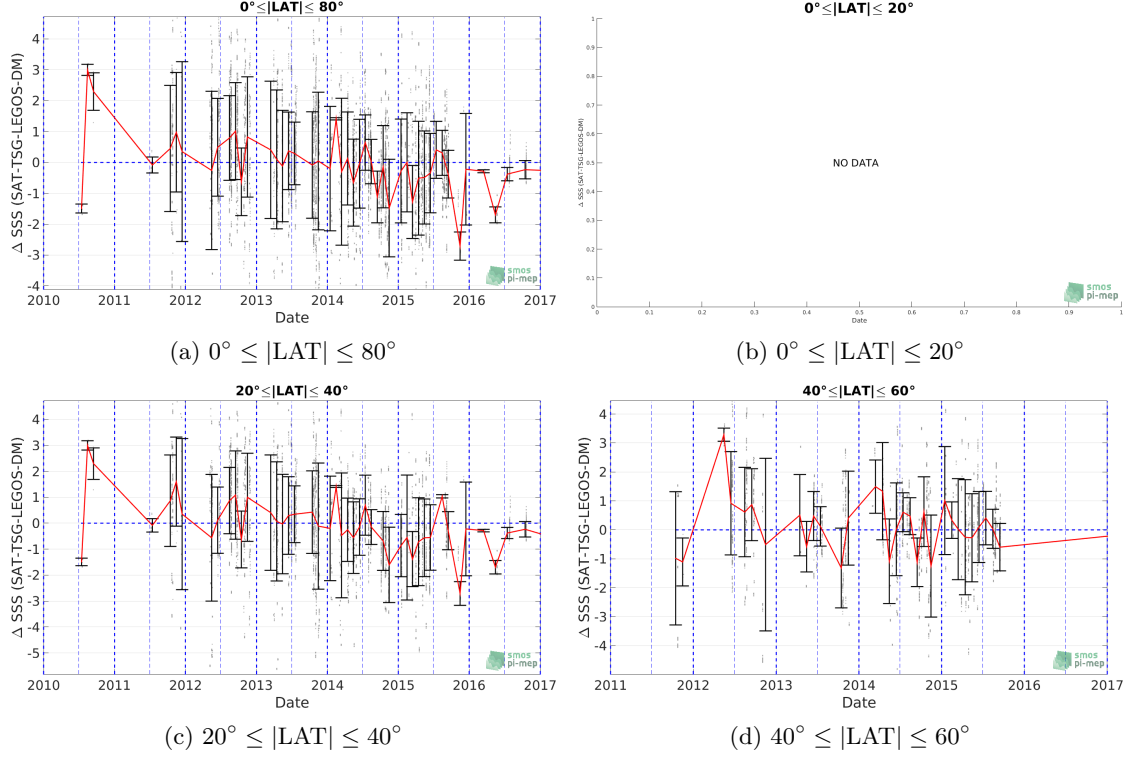 0°≤|LAT|≤ 80°
Δ SSS (SAT-TSG-LEGOS-DM)
4
3
2
1
0
-1
-2
-3
-4
2010 2011 2012 2013 2014 2015 2016 2017
Date
smos
pi-mep
(a) 0° ≤ |LAT| ≤ 80°
0°≤|LAT|≤ 20°
Δ SSS (SAT-TSG-LEGOS-DM)
1
0.9
0.8
0.7
0.6
0.5
0.4
0.3
0.2
0.1
0
NO DATA
0 0.1 0.2 0.3 0.4 0.5 0.6 0.7 0.8 0.9 1
Date
smos
pi-mep
(b) 0° ≤ |LAT| ≤ 20°
20°≤|LAT|≤ 40°
Δ SSS (SAT-TSG-LEGOS-DM)
4
3
2
1
0
-1
-2
-3
-4
-5
2010 2011 2012 2013 2014 2015 2016 2017
Date
smos
pi-mep
(c) 20° ≤ |LAT| ≤ 40°
40°≤|LAT|≤ 60°
Δ SSS (SAT-TSG-LEGOS-DM)
4
3
2
1
0
-1
-2
-3
-4
2011 2012 2013 2014 2015 2016 2017
Date
smos
pi-mep
(d) 40° ≤ |LAT| ≤ 60°